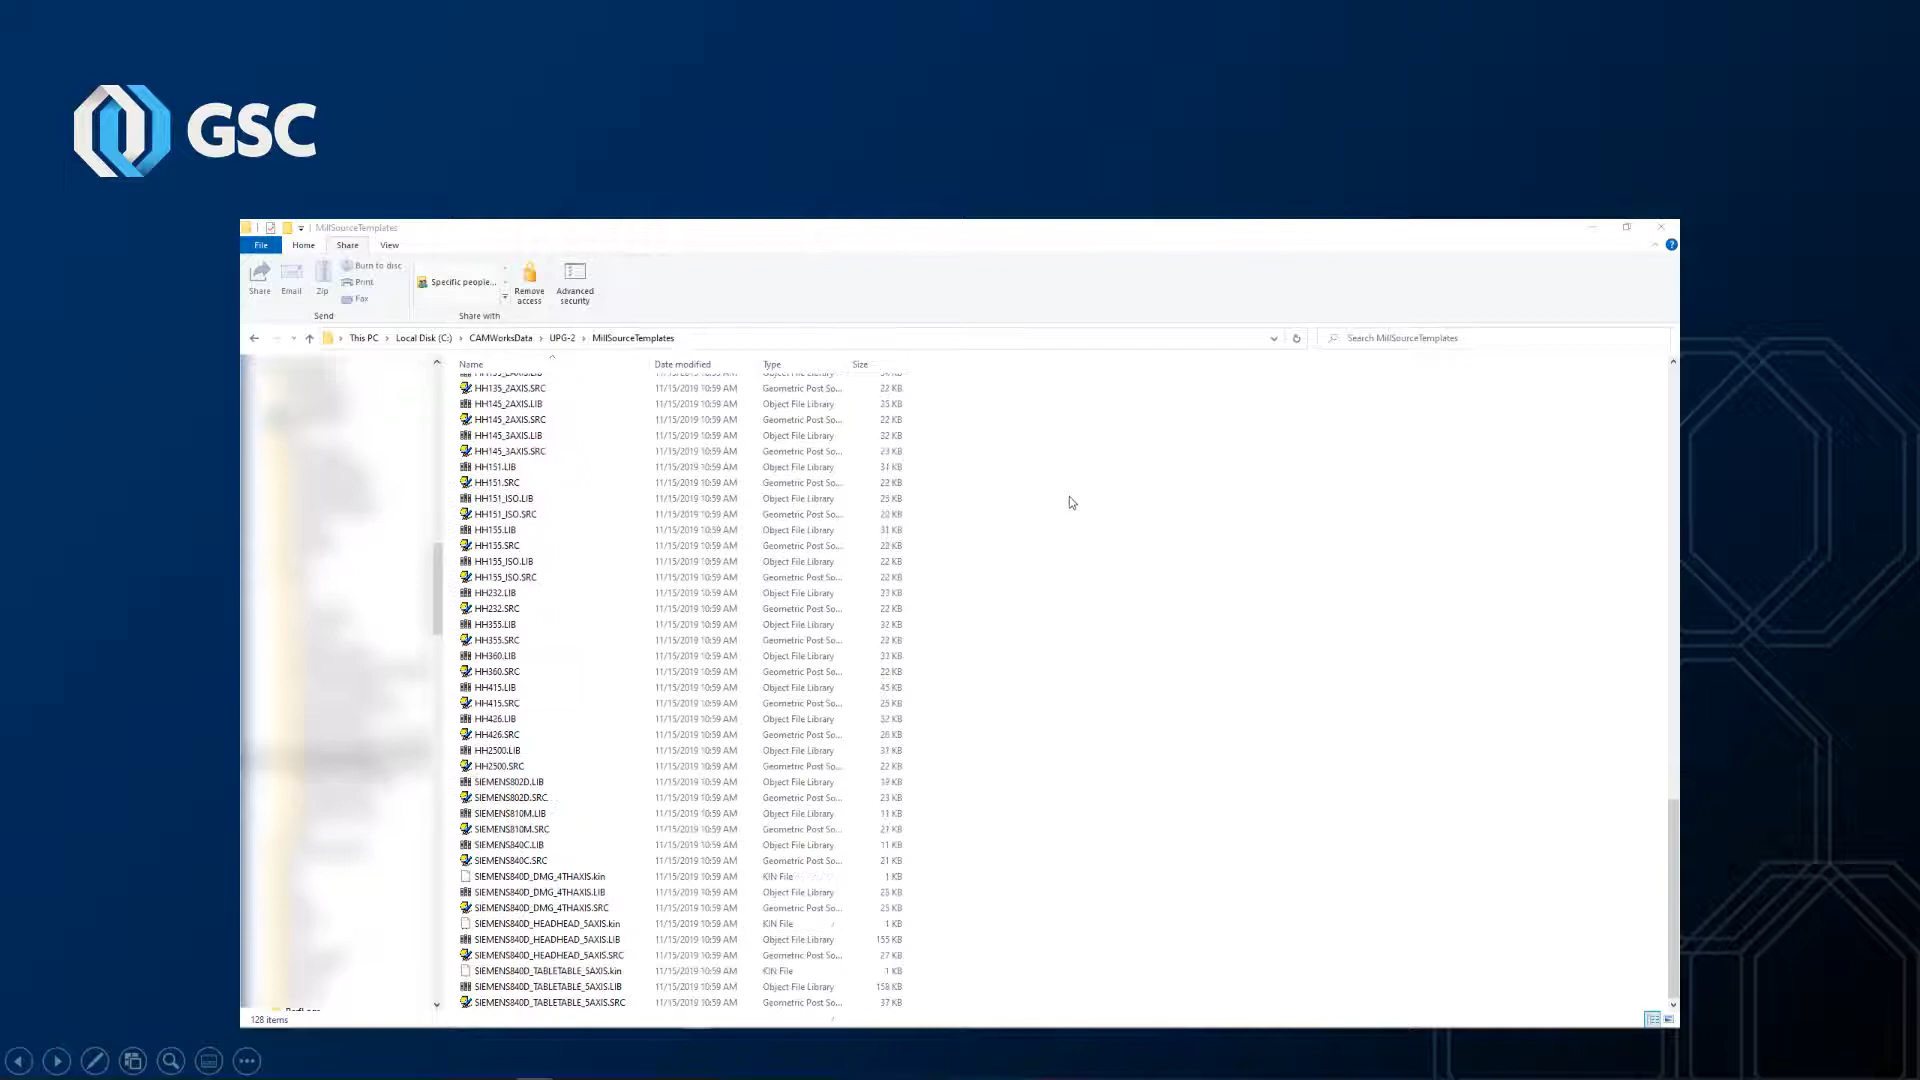 GSC
MillSourceTemplates
File Home Share View
Share Email Zip Burn to disc
Print
Fax
Send
Specific people...
Share with
Remove access
Advanced security
This PC Local Disk (C:) CAMWorksData UPG-2 MillSourceTemplates
Search MillSourceTemplates
Name Date modified Type Size
HH135_2AXIS.SRC 11/15/2019 10:59 AM Geometric Post So... 22 KB
HH145_2AXIS.LIB 11/15/2019 10:59 AM Object File Library 25 KB
HH145_2AXIS.SRC 11/15/2019 10:59 AM Geometric Post So... 22 KB
HH145_3AXIS.LIB 11/15/2019 10:59 AM Object File Library 32 KB
HH145_3AXIS.SRC 11/15/2019 10:59 AM Geometric Post So... 23 KB
HH151.LIB 11/15/2019 10:59 AM Object File Library 31 KB
HH151.SRC 11/15/2019 10:59 AM Geometric Post So... 22 KB
HH151_ISO.LIB 11/15/2019 10:59 AM Object File Library 25 KB
HH151_ISO.SRC 11/15/2019 10:59 AM Geometric Post So... 20 KB
HH155.LIB 11/15/2019 10:59 AM Object File Library 31 KB
HH155.SRC 11/15/2019 10:59 AM Geometric Post So... 22 KB
HH155_ISO.LIB 11/15/2019 10:59 AM Object File Library 22 KB
HH155_ISO.SRC 11/15/2019 10:59 AM Geometric Post So... 22 KB
HH232.LIB 11/15/2019 10:59 AM Object File Library 23 KB
HH232.SRC 11/15/2019 10:59 AM Geometric Post So... 22 KB
HH355.LIB 11/15/2019 10:59 AM Object File Library 32 KB
HH355.SRC 11/15/2019 10:59 AM Geometric Post So... 22 KB
HH360.LIB 11/15/2019 10:59 AM Object File Library 33 KB
HH360.SRC 11/15/2019 10:59 AM Geometric Post So... 22 KB
HH415.LIB 11/15/2019 10:59 AM Object File Library 45 KB
HH415.SRC 11/15/2019 10:59 AM Geometric Post So... 25 KB
HH426.LIB 11/15/2019 10:59 AM Object File Library 32 KB
HH426.SRC 11/15/2019 10:59 AM Geometric Post So... 26 KB
HH2500.LIB 11/15/2019 10:59 AM Object File Library 37 KB
HH2500.SRC 11/15/2019 10:59 AM Geometric Post So... 22 KB
SIEMENS802D.LIB 11/15/2019 10:59 AM Object File Library KB
SIEMENS802D.SRC 11/15/2019 10:59 AM Geometric Post So... 23 KB
SIEMENS810M.LIB 11/15/2019 10:59 AM Object File Library 11 KB
SIEMENS810M.SRC 11/15/2019 10:59 AM Geometric Post So... 21 KB
SIEMENS840C.LIB 11/15/2019 10:59 AM Object File Library 11 KB
SIEMENS840C.SRC 11/15/2019 10:59 AM Geometric Post So... 21 KB
SIEMENS840D_DMG_4THAXIS.kin 11/15/2019 10:59 AM KIN File 1 KB
SIEMENS840D_DMG_4THAXIS.LIB 11/15/2019 10:59 AM Object File Library 28 KB
SIEMENS840D_DMG_4THAXIS.SRC 11/15/2019 10:59 AM Geometric Post So... 25 KB
SIEMENS840D_HEADHEAD_5AXIS.kin 11/15/2019 10:59 AM KIN File 1 KB
SIEMENS840D_HEADHEAD_5AXIS.LIB 11/15/2019 10:59 AM Object File Library 155 KB
SIEMENS840D_HEADHEAD_5AXIS.SRC 11/15/2019 10:59 AM Geometric Post So... 27 KB
SIEMENS840D_TABLETABLE_5AXIS.kin 11/15/2019 10:59 AM KIN File 1 KB
SIEMENS840D_TABLETABLE_5AXIS.LIB 11/15/2019 10:59 AM Object File Library 158 KB
SIEMENS840D_TABLETABLE_5AXIS.SRC 11/15/2019 10:59 AM Geometric Post So... 37 KB
128 items